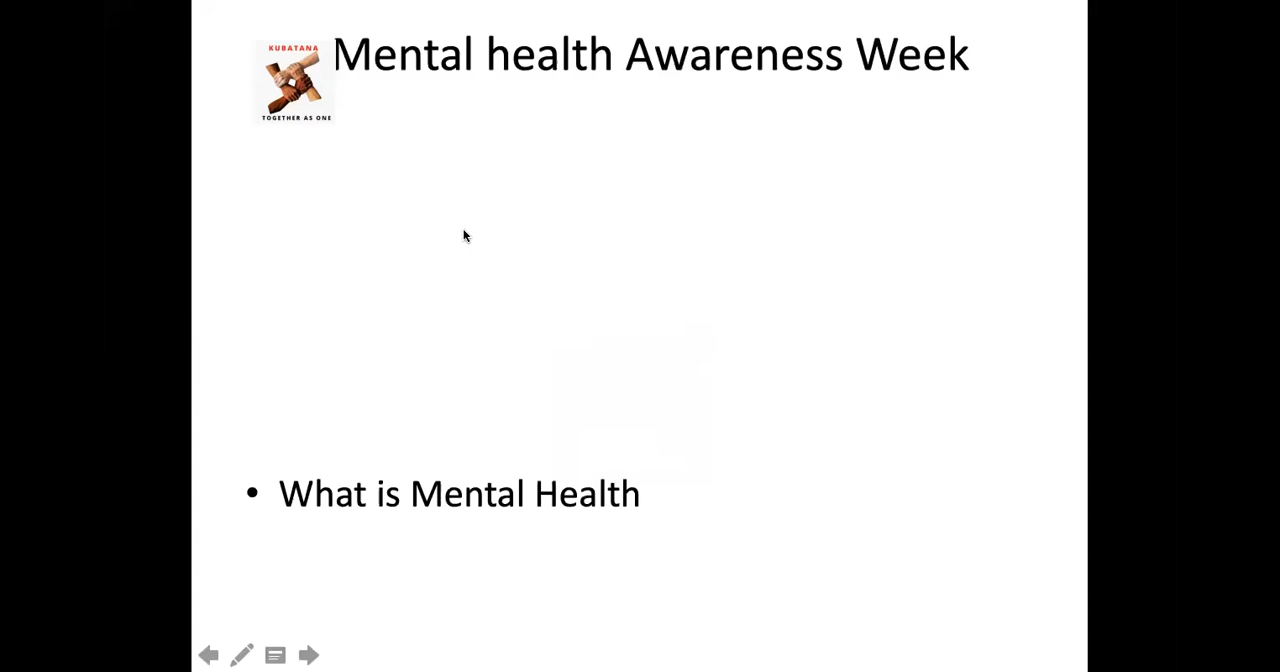 KUBATANA
Mental health Awareness Week
TOGETHER AS ONE
• What is Mental Health